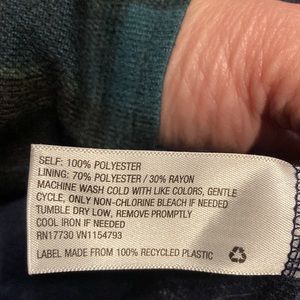 SELF: 100% POLYESTER
LINING: 70% POLYESTER / 30% RAYON
MACHINE WASH COLD WITH LIKE COLORS, GENTLE
CYCLE, ONLY NON-CHLORINE BLEACH IF NEEDED
TUMBLE DRY LOW, REMOVE PROMPTLY
COOL IRON IF NEEDED
RN17730 VN1154793
LABEL MADE FROM 100% RECYCLED PLASTIC